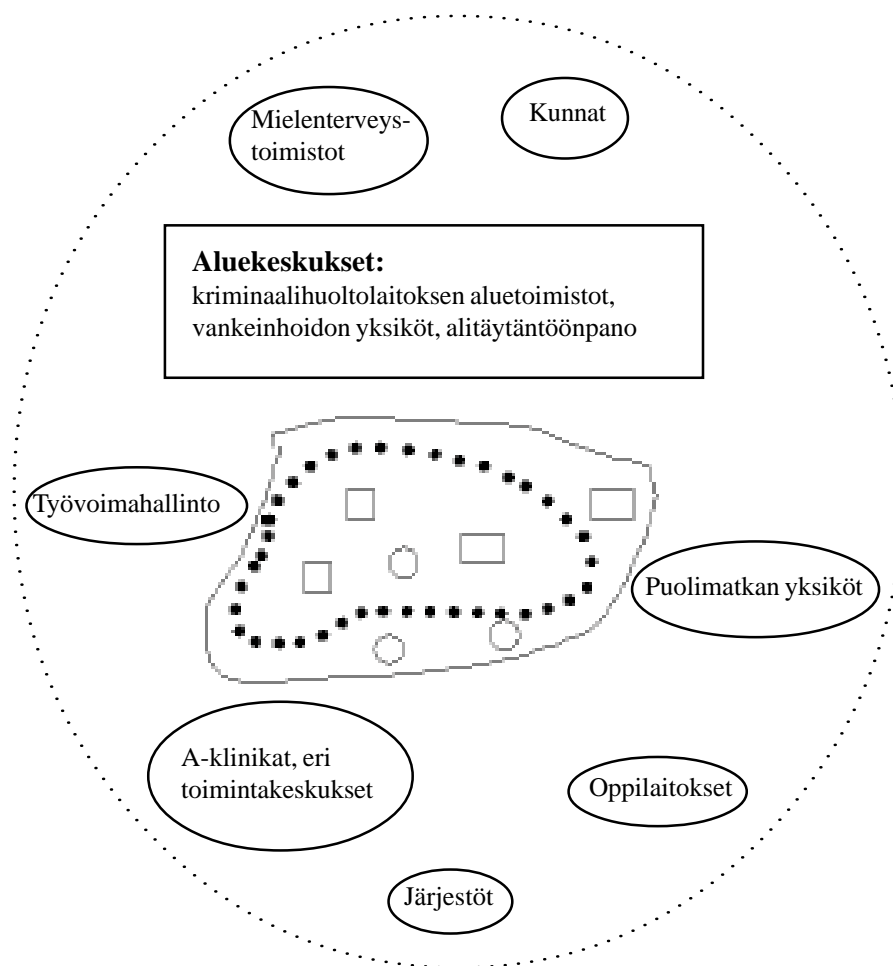 Mielenterveys-
toimistot
Kunnat
Aluekeskukset:
kriminaalihuoltolaitoksen aluetoimistot,
vankeinhoidon yksiköt, alitäytäntöönpano
Työvoimahallinto
Puolimatkan yksiköt
A-klinikat, eri
toimintakeskukset
Oppilaitokset
Järjestöt